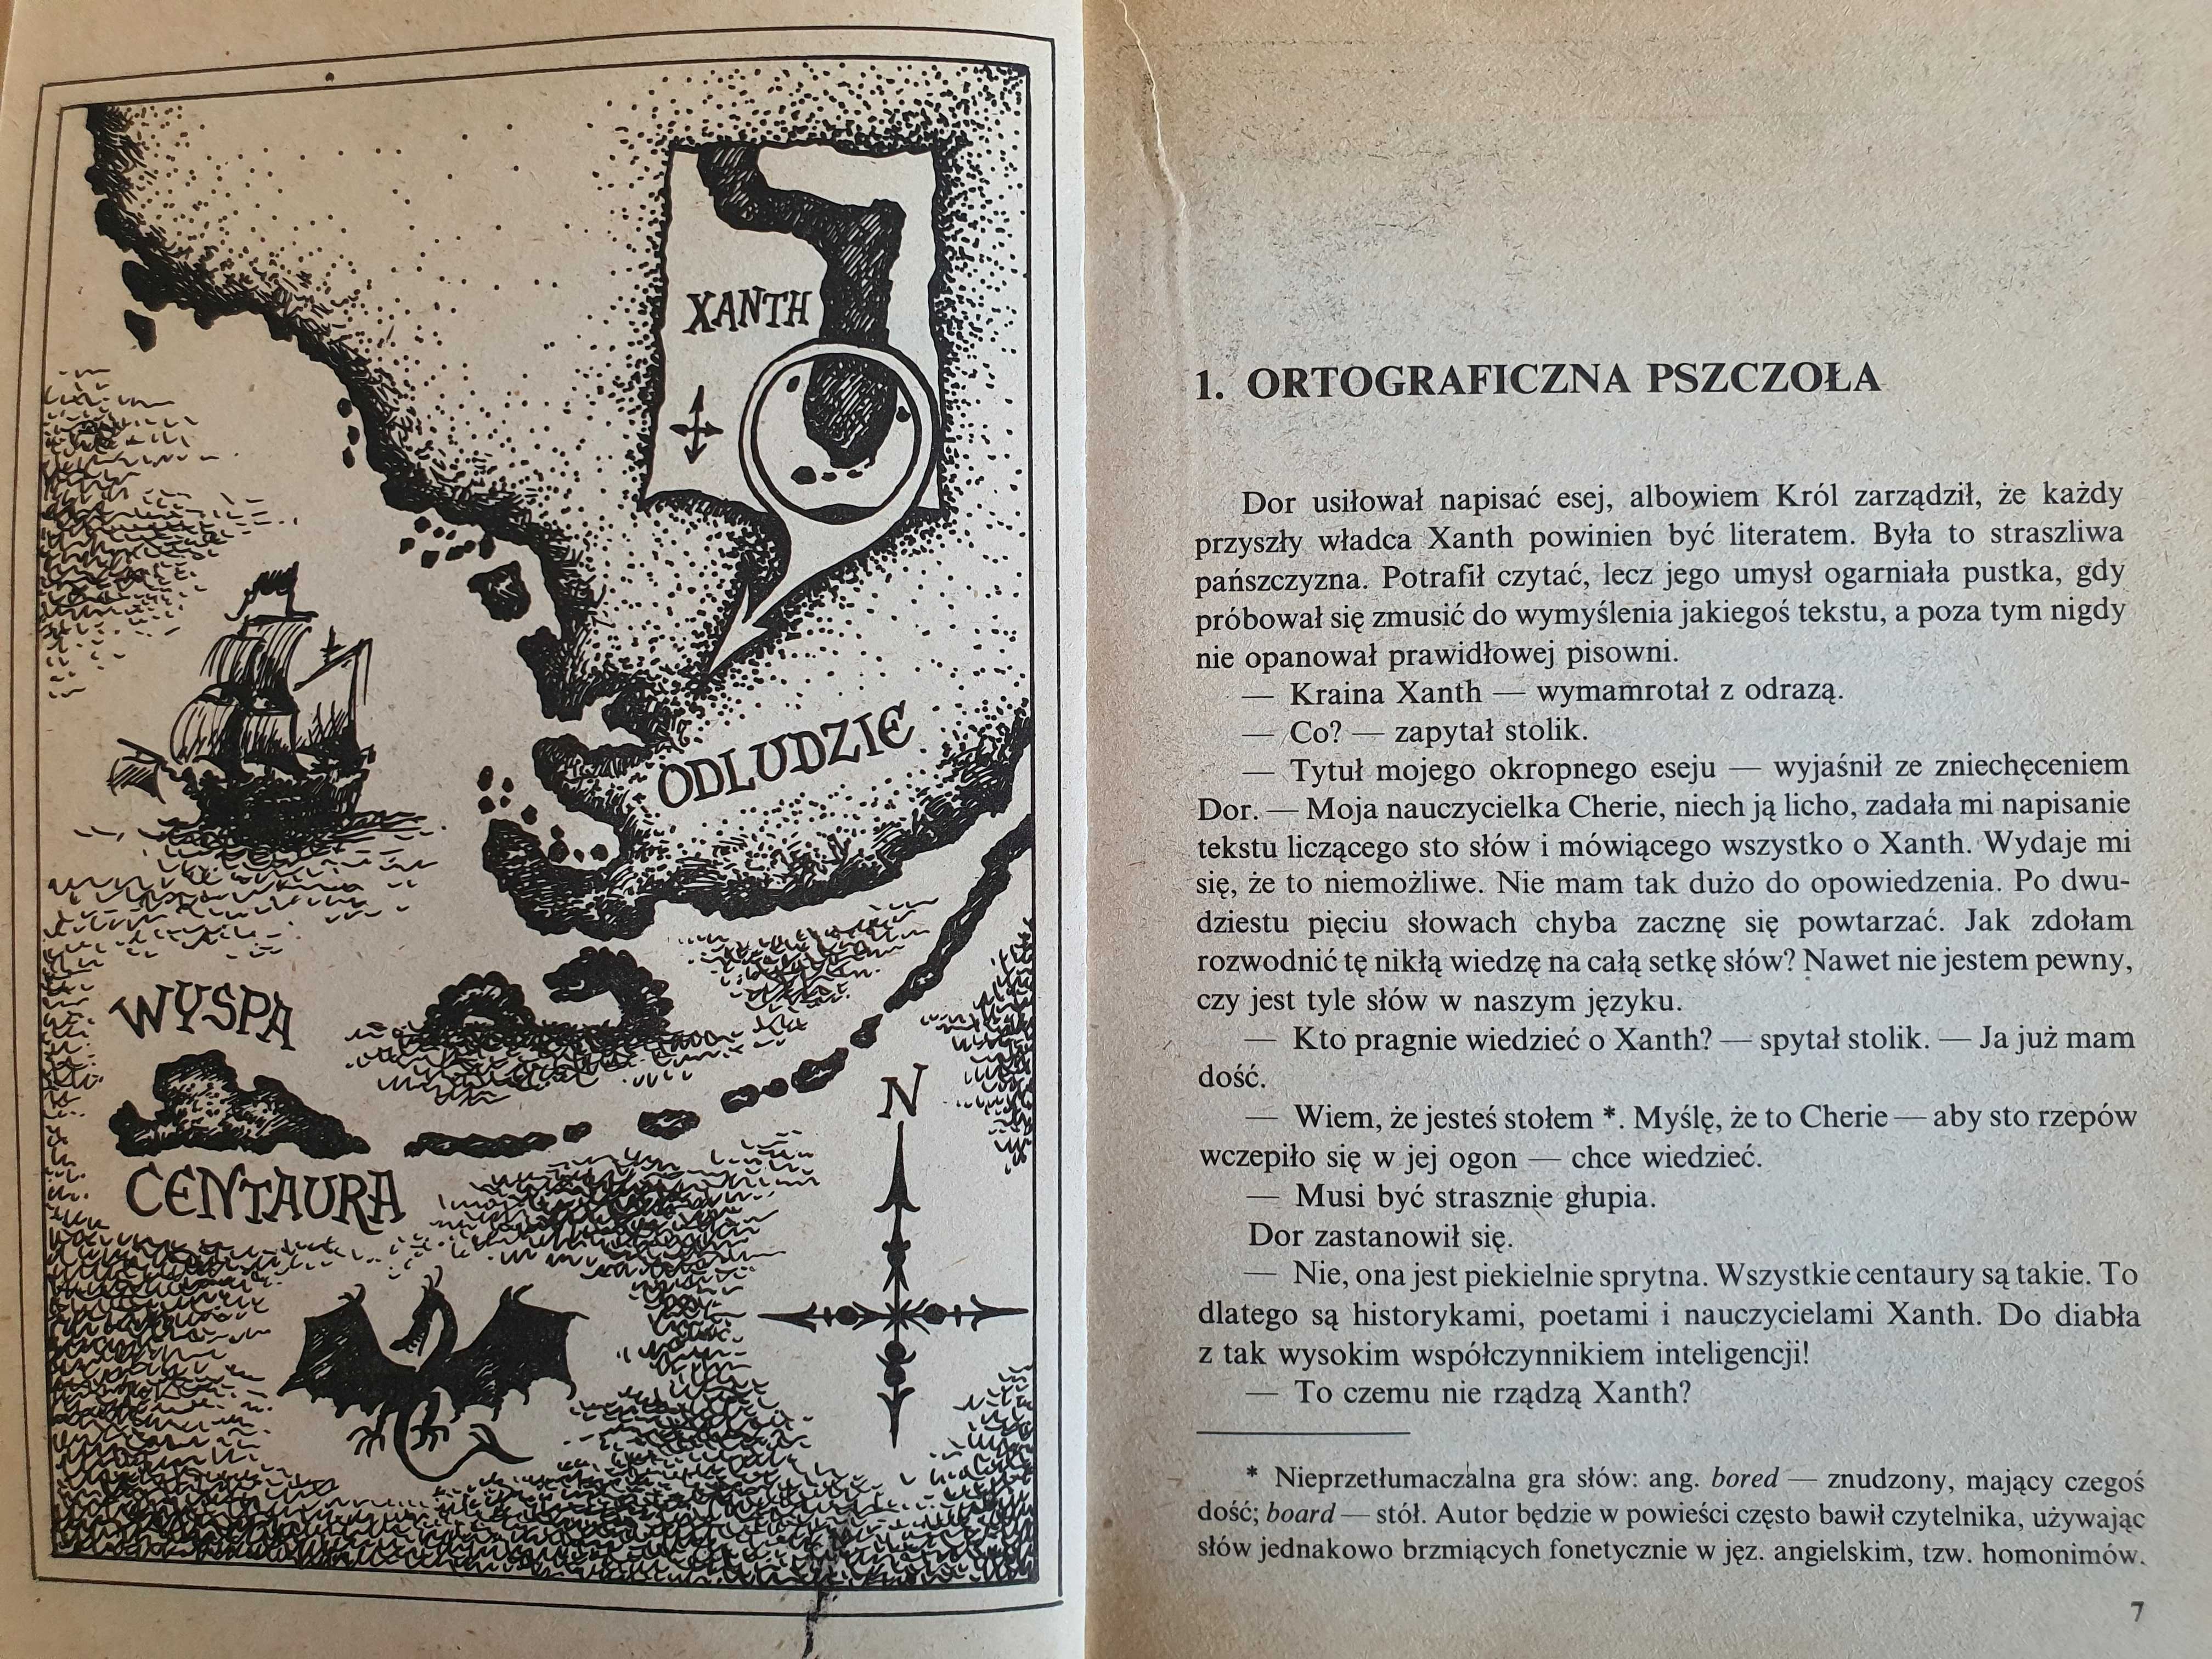 XANTH
ODLUDZIE
WYSPA
CENTAURA
N
1. ORTOGRAFICZNA PSZCZOŁA
Dor usiłował napisać esej, albowiem Król zarządził, że każdy
przyszły władca Xanth powinien być literatem. Była to straszliwa
pańszczyzna. Potrafił czytać, lecz jego umysł ogarniała pustka, gdy
próbował się zmusić do wymyślenia jakiegoś tekstu, a poza tym nigdy
nie opanował prawidłowej pisowni.
— Kraina Xanth — wymamrotał z odrazą.
— Co? — zapytał stolik.
— Tytuł mojego okropnego eseju — wyjaśnił ze zniechęceniem
Dor. — Moja nauczycielka Cherie, niech ją licho, zadała mi napisanie
tekstu liczącego sto słów i mówiącego wszystko o Xanth. Wydaje mi
się, że to niemożliwe. Nie mam tak dużo do opowiedzenia. Po dwu-
dziestu pięciu słowach chyba zacznę się powtarzać. Jak zdołam
rozwodnić tę nikłą wiedzę na całą setkę słów? Nawet nie jestem pewny,
czy jest tyle słów w naszym języku.
— Kto pragnie wiedzieć o Xanth? — spytał stolik. — Ja już mam
dość.
— Wiem, że jesteś stołem *. Myślę, że to Cherie — aby sto rzepów
wczepiło się w jej ogon — chce wiedzieć.
— Musi być strasznie głupia.
Dor zastanowił się.
— Nie, ona jest piekielnie sprytna. Wszystkie centaury są takie. To
dlatego są historykami, poetami i nauczycielami Xanth. Do diabła
z tak wysokim współczynnikiem inteligencji!
— To czemu nie rządzą Xanth?
* Nieprzetłumaczalna gra słów: ang. bored — znudzony, mający czegoś
dość; board — stół. Autor będzie w powieści często bawił czytelnika, używając
słów jednakowo brzmiących fonetycznie w jęz. angielskim, tzw. homonimów.
7